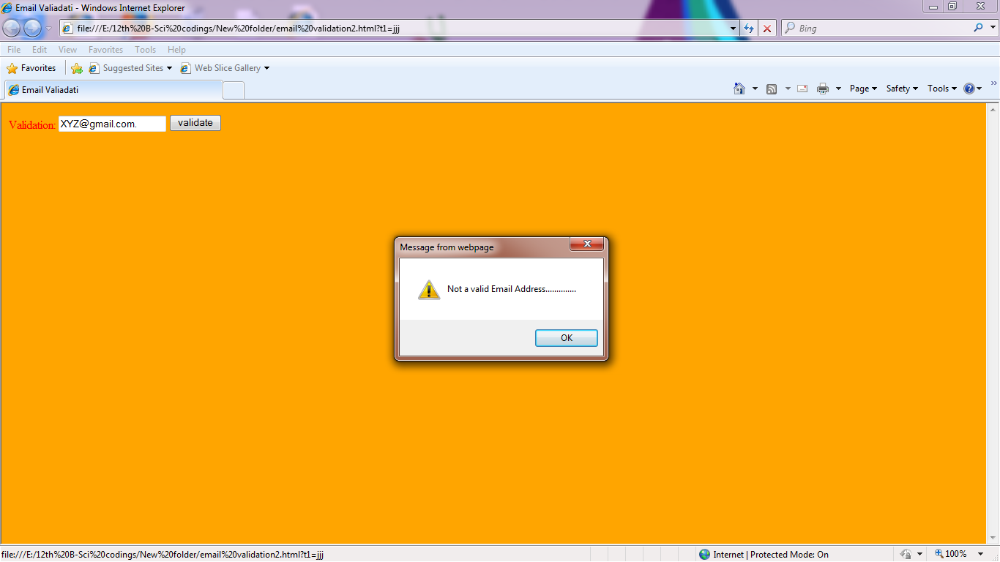 Email Valiadati - Windows Internet Explorer
file:///E:/12th%20B-Sci%20codings/New%20folder/email%20validation2.html?t1=jjj
Bing
File Edit View Favorites Tools Help
Favorites Suggested Sites Web Slice Gallery
Email Valiadati
Page Safety Tools
Validation: XYZ@gmail.com. validate
Message from webpage
Not a valid Email Address..............
OK
file:///E:/12th%20B-Sci%20codings/New%20folder/email%20validation2.html?t1=jjj
Internet | Protected Mode: On
100%